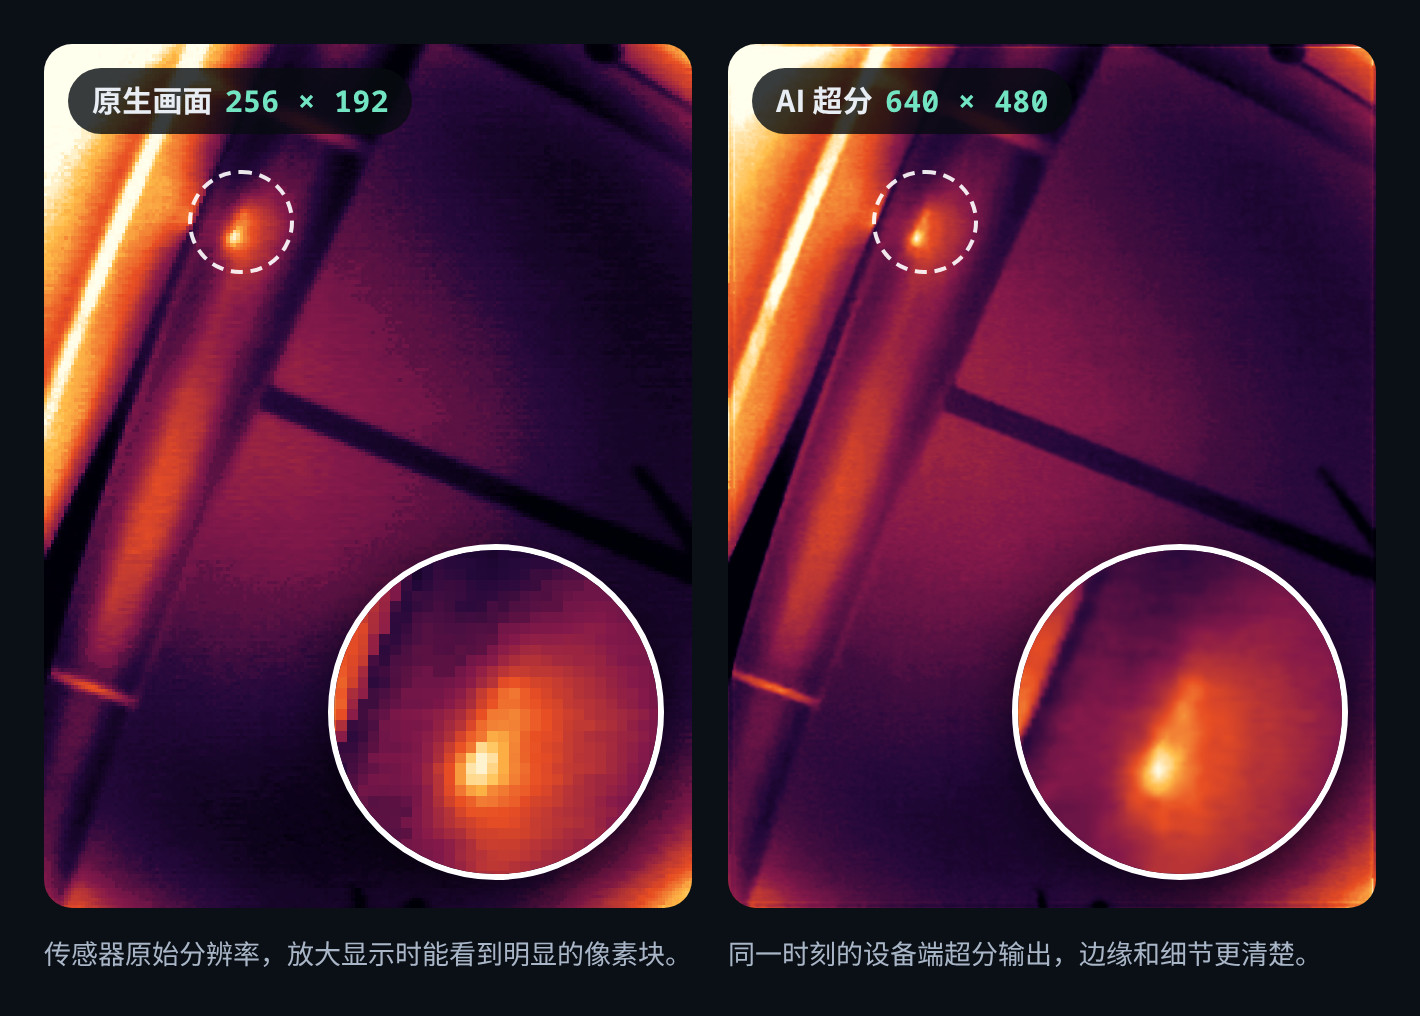 原生画面 256 × 192
AI 超分 640 × 480
传感器原始分辨率，放大显示时能看到明显的像素块。
同一时刻的设备端超分输出，边缘和细节更清楚。